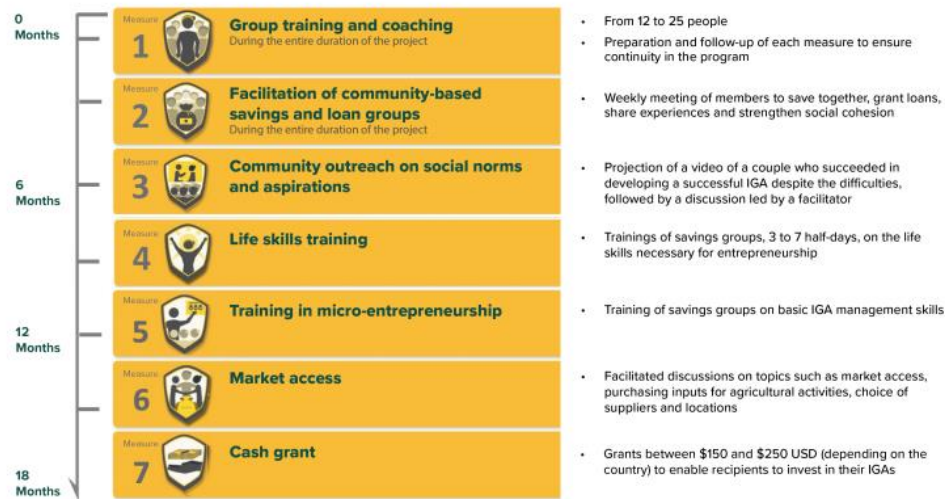 0
Months
Measure
1
Group training and coaching
During the entire duration of the project
• From 12 to 25 people
• Preparation and follow-up of each measure to ensure
continuity in the program
Measure
2
Facilitation of community-based
savings and loan groups
During the entire duration of the project
• Weekly meeting of members to save together, grant loans,
share experiences and strengthen social cohesion
6
Months
Measure
3
Community outreach on social norms
and aspirations
• Projection of a video of a couple who succeeded in
developing a successful IGA despite the difficulties,
followed by a discussion led by a facilitator
Measure
4
Life skills training
• Trainings of savings groups, 3 to 7 half-days, on the life
skills necessary for entrepreneurship
12
Months
Measure
5
Training in micro-entrepreneurship
• Training of savings groups on basic IGA management skills
Measure
6
Market access
• Facilitated discussions on topics such as market access,
purchasing inputs for agricultural activities, choice of
suppliers and locations
Measure
7
Cash grant
• Grants between $150 and $250 USD (depending on the
country) to enable recipients to invest in their IGAs
18
Months